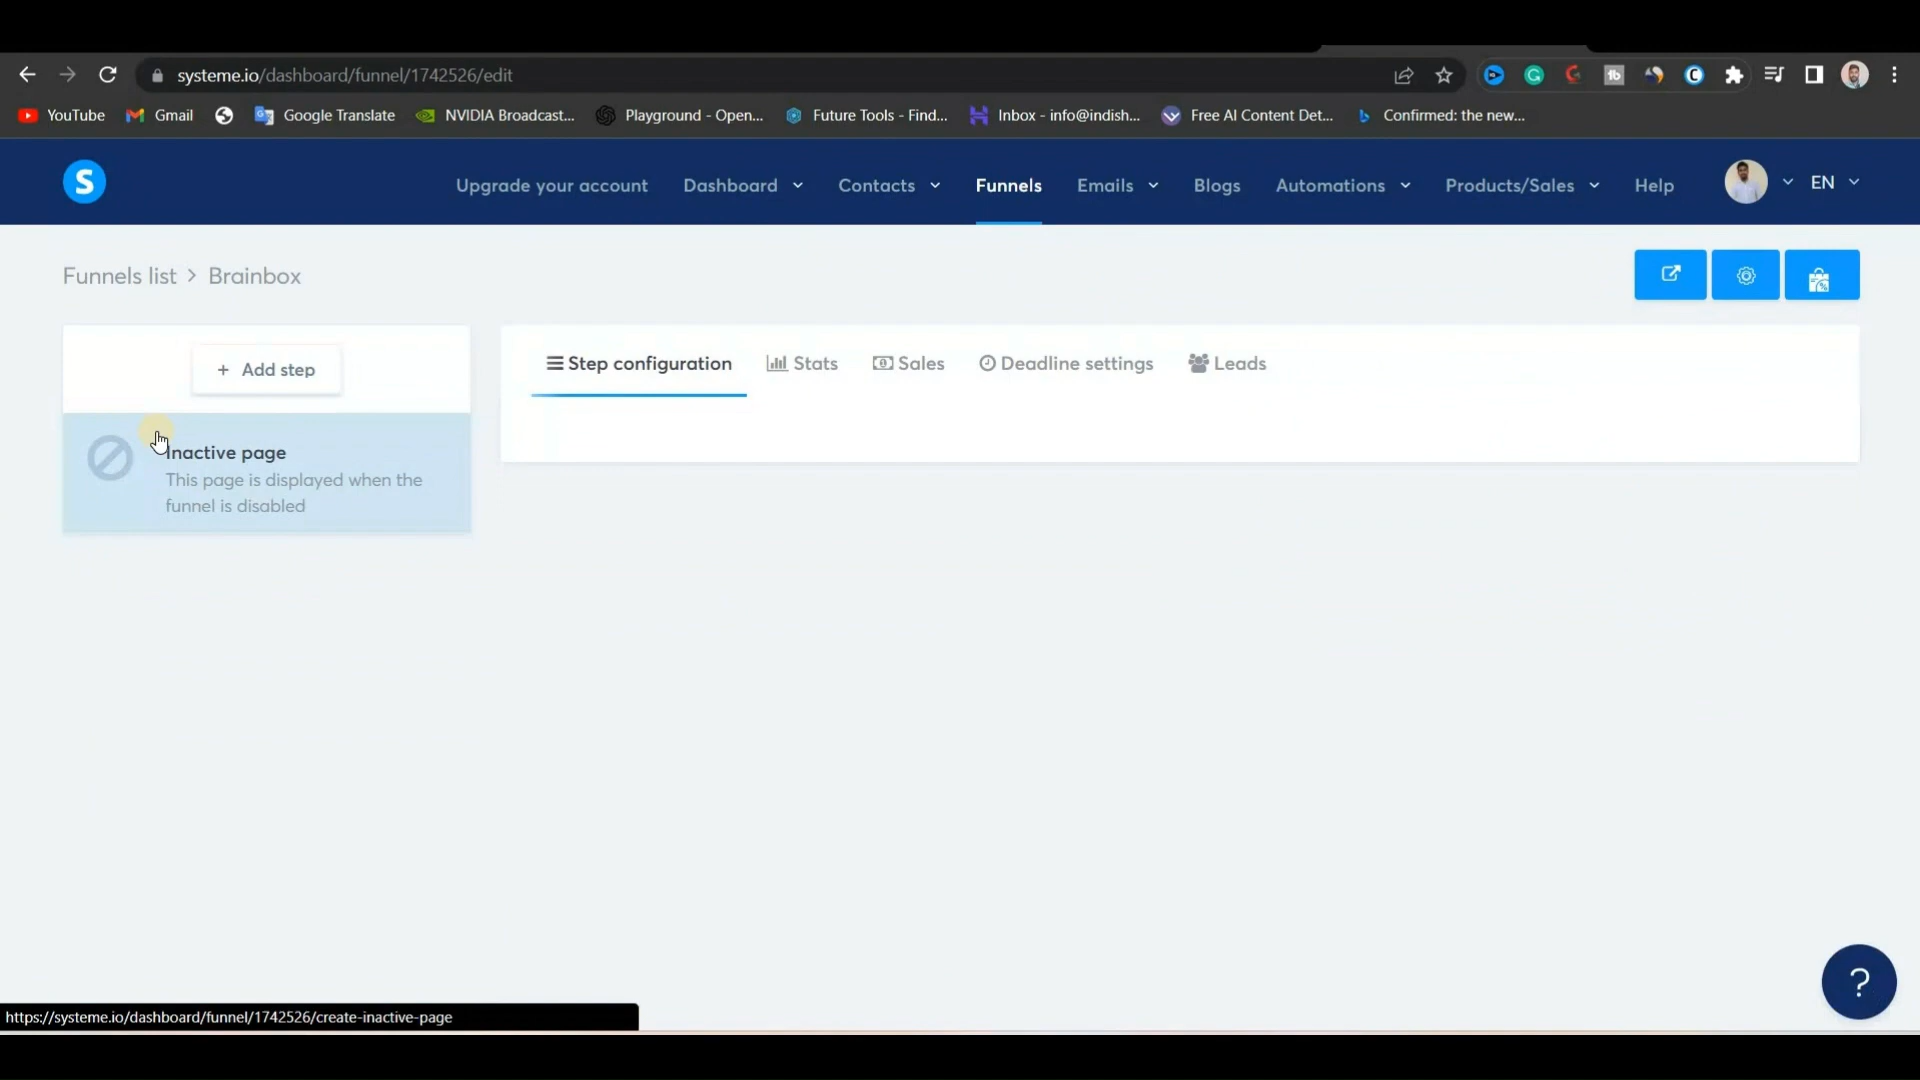 systeme.io/dashboard/funnel/1742526/edit
YouTube Gmail Google Translate NVIDIA Broadcast... Playground - Open... Future Tools - Find... Inbox - info@indish... Free AI Content Det... Confirmed: the new...
S Upgrade your account Dashboard Contacts Funnels Emails Blogs Automations Products/Sales Help EN
Funnels list > Brainbox
+ Add step
Step configuration Stats Sales Deadline settings Leads
Inactive page
This page is displayed when the
funnel is disabled
?
https://systeme.io/dashboard/funnel/1742526/create-inactive-page